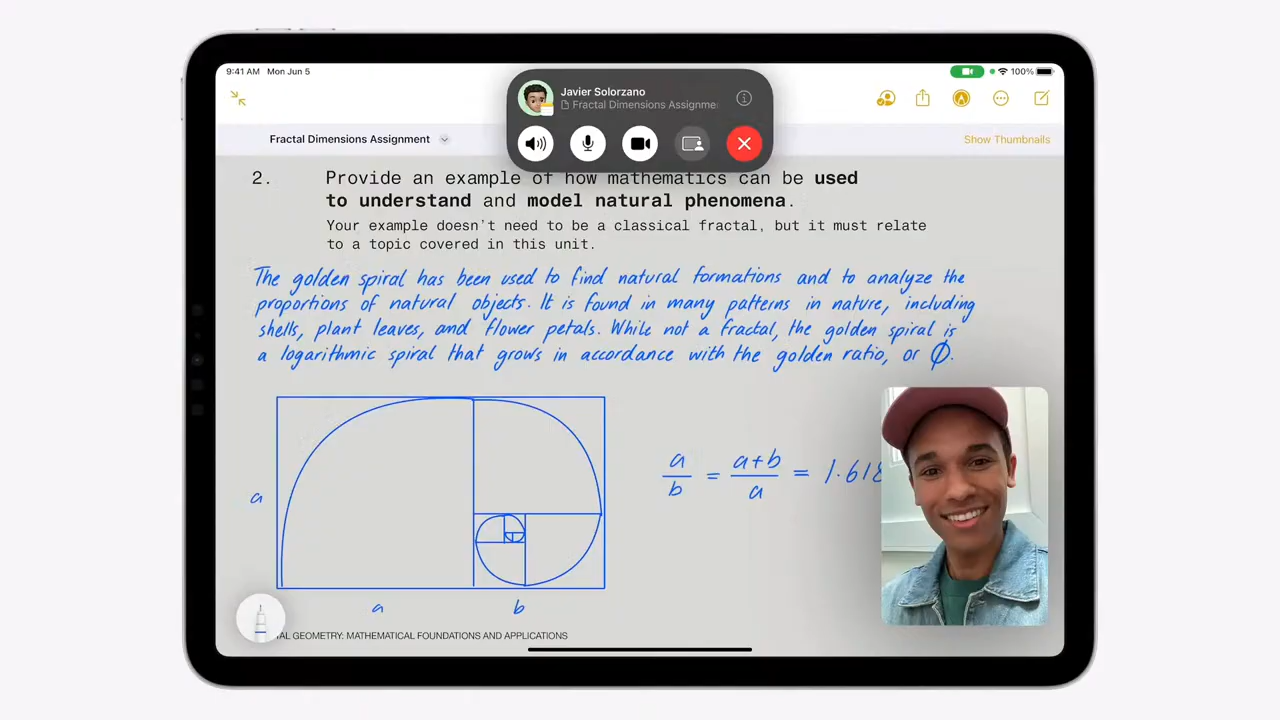 9:41 AM Mon Jun 5
100%
Javier Solorzano
Fractal Dimensions Assignme
Fractal Dimensions Assignment
Show Thumbnails
2. Provide an example of how mathematics can be used
to understand and model natural phenomena.
Your example doesn't need to be a classical fractal, but it must relate
to a topic covered in this unit.
The golden spiral has been used to find natural formations and to analyze the
proportions of natural objects. It is found in many patterns in nature, including
shells, plant leaves, and flower petals. While not a fractal, the golden spiral is
a logarithmic spiral that grows in accordance with the golden ratio, or Ø.
a/b = a+b/a = 1.618
a
a b
AL GEOMETRY: MATHEMATICAL FOUNDATIONS AND APPLICATIONS